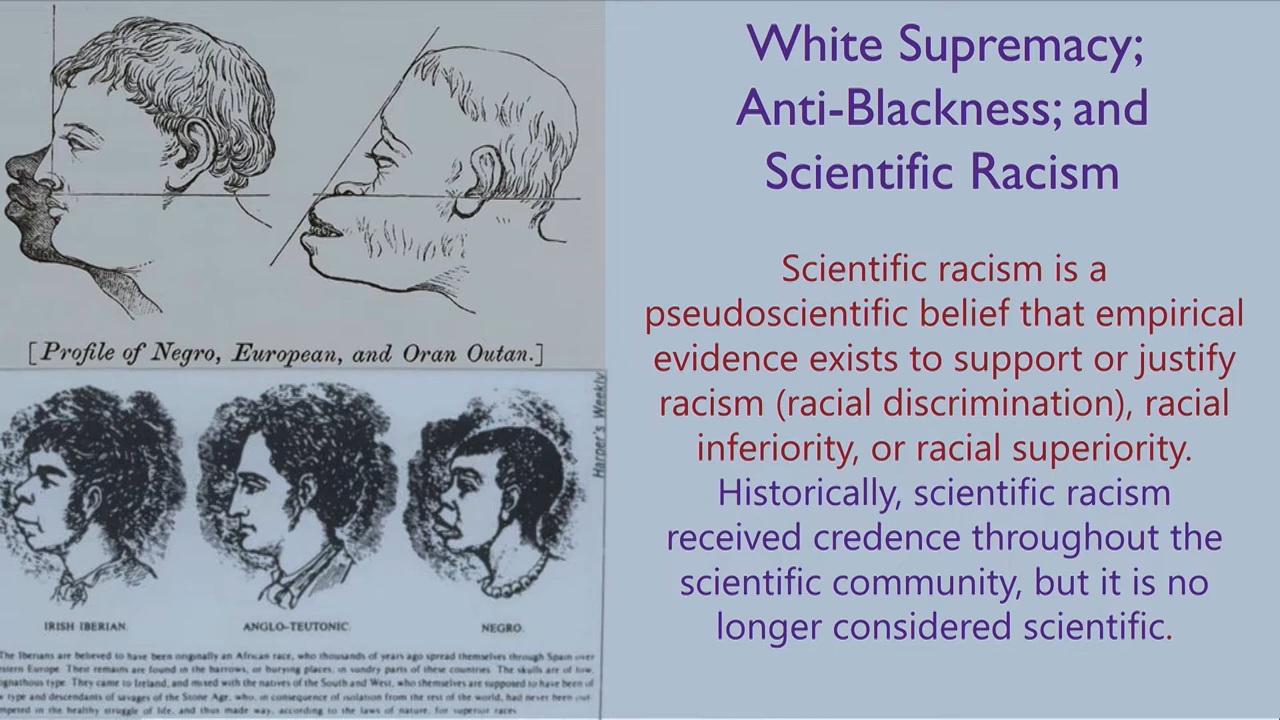 White Supremacy;
Anti-Blackness; and
Scientific Racism
Scientific racism is a
pseudoscientific belief that empirical
evidence exists to support or justify
racism (racial discrimination), racial
inferiority, or racial superiority.
Historically, scientific racism
received credence throughout the
scientific community, but it is no
longer considered scientific.
[Profile of Negro, European, and Oran Outan.]
Harper's Weekly
IRISH IBERIAN.
ANGLO-TEUTONIC.
NEGRO.
The Iberians are believed to have been originally an African race, who thousands of years ago spread themselves through Spain over
Europe. Their remains are found in the barrows, or burying places, in sundry parts of these countries. The skulls are of low,
type. They came to Ireland, and mixed with the natives of the South and West, who themselves are supposed to have been of
type and descendants of savages of the Stone Age, who, in consequence of isolation from the rest of the world, had never been
in the healthy struggle of life, and thus made way, according to the laws of nature, for superior races